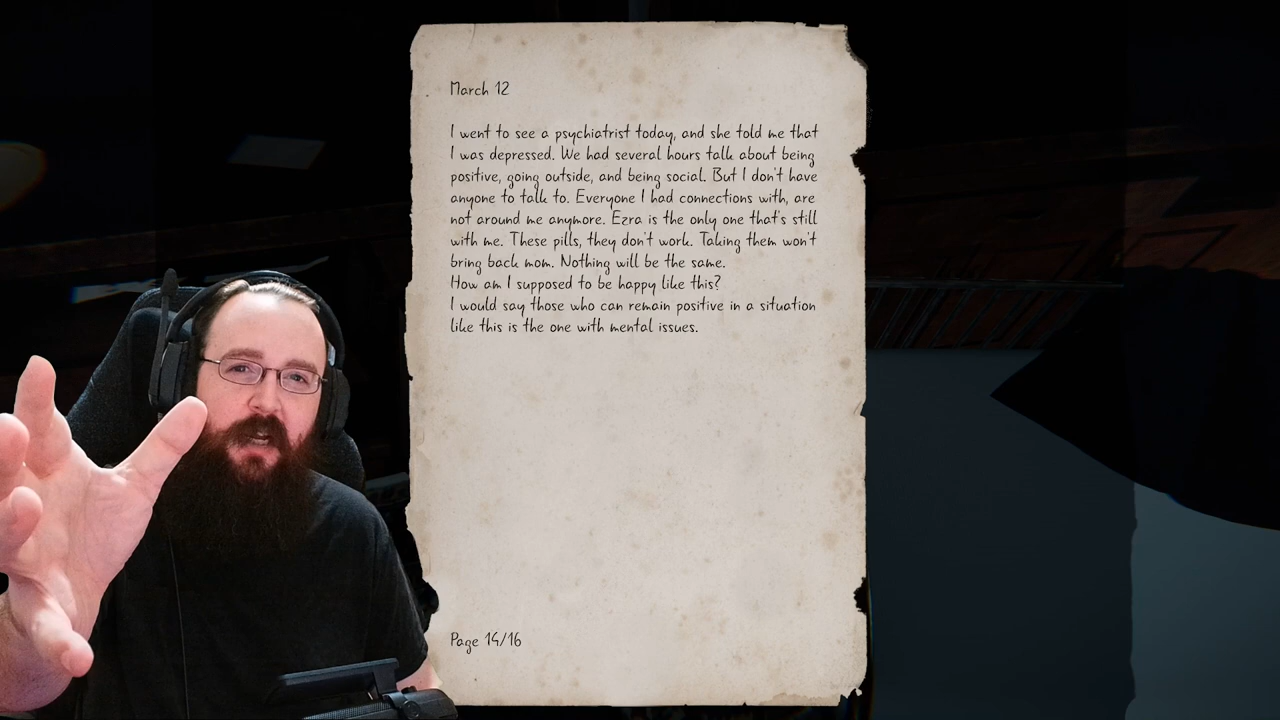 March 12
I went to see a psychiatrist today, and she told me that
I was depressed. We had several hours talk about being
positive, going outside, and being social. But I don't have
anyone to talk to. Everyone I had connections with, are
not around me anymore. Ezra is the only one that's still
with me. These pills, they don't work. Taking them won't
bring back mom. Nothing will be the same.
How am I supposed to be happy like this?
I would say those who can remain positive in a situation
like this is the one with mental issues.
Page 14/16